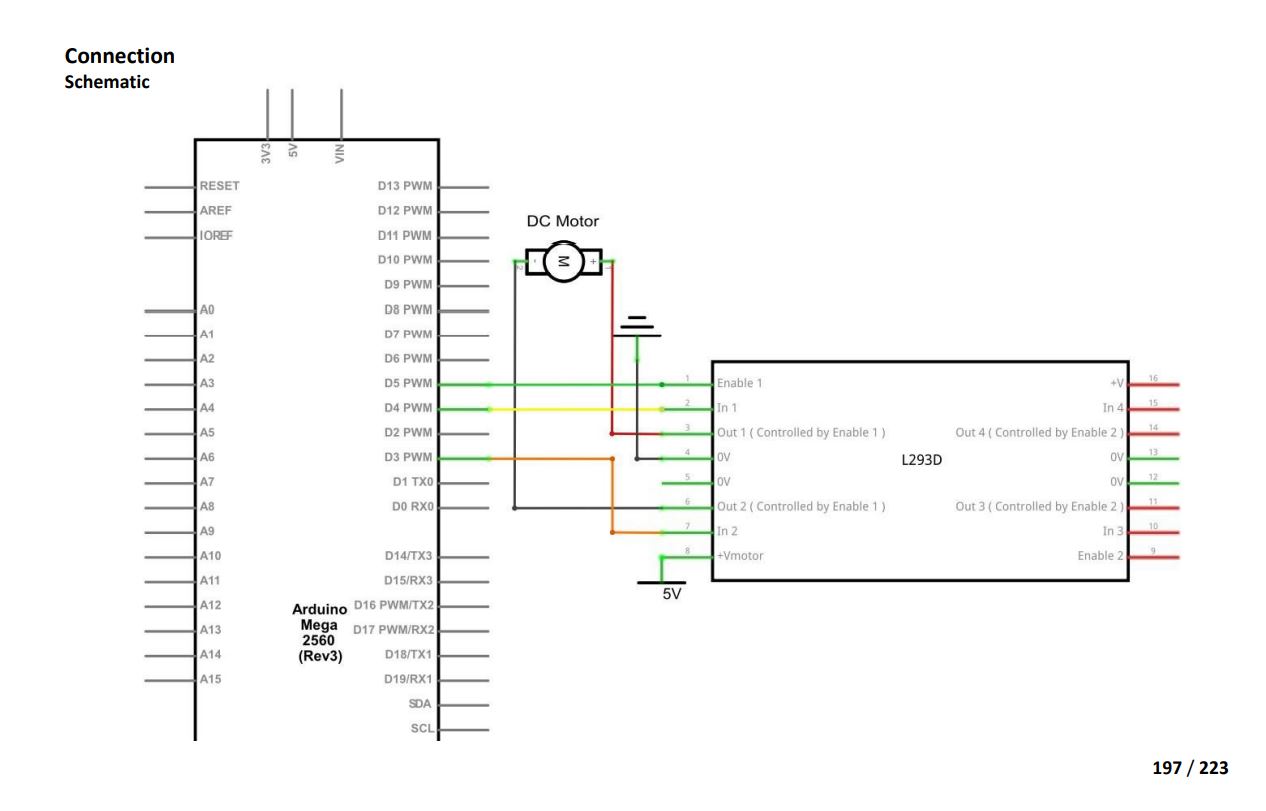 Connection
Schematic
3V3
5V
VIN
RESET
AREF
IOREF
A0
A1
A2
A3
A4
A5
A6
A7
A8
A9
A10
A11
A12
A13
A14
A15
D13 PWM
D12 PWM
D11 PWM
D10 PWM
D9 PWM
D8 PWM
D7 PWM
D6 PWM
D5 PWM
D4 PWM
D2 PWM
D3 PWM
D1 TX0
D0 RX0
D14/TX3
D15/RX3
D16 PWM/TX2
D17 PWM/RX2
D18/TX1
D19/RX1
SDA
SCL
Arduino
Mega
2560
(Rev3)
DC Motor
2
-
M
+
1
1 Enable 1
2 In 1
3 Out 1 ( Controlled by Enable 1 )
4 0V
5 0V
6 Out 2 ( Controlled by Enable 1 )
7 In 2
8 +Vmotor
5V
L293D
+V 16
In 4 15
Out 4 ( Controlled by Enable 2 ) 14
0V 13
0V 12
Out 3 ( Controlled by Enable 2 ) 11
In 3 10
Enable 2 9
197 / 223